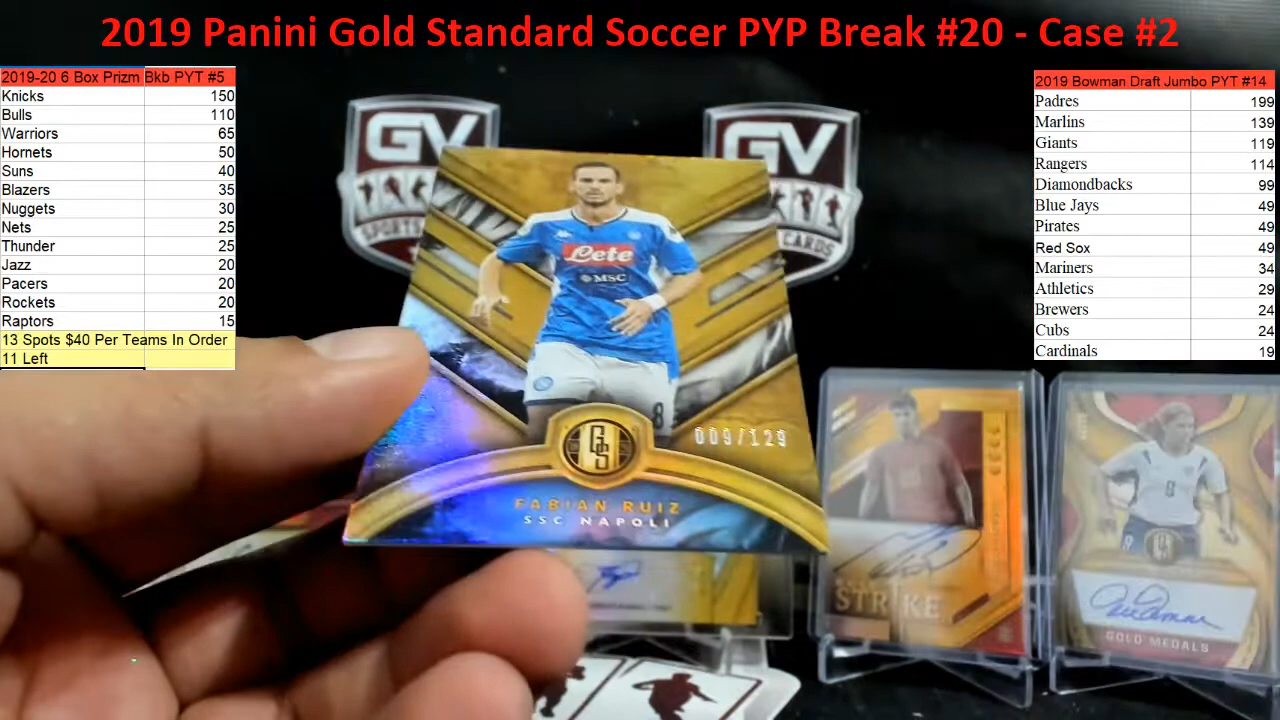 2019 Panini Gold Standard Soccer PYP Break #20 - Case #2
2019-20 6 Box Prizm Bkb PYT #5
Knicks 150
Bulls 110
Warriors 65
Hornets 50
Suns 40
Blazers 35
Nuggets 30
Nets 25
Thunder 25
Jazz 20
Pacers 20
Rockets 20
Raptors 15
13 Spots $40 Per Teams In Order
11 Left
2019 Bowman Draft Jumbo PYT #14
Padres 199
Marlins 139
Giants 119
Rangers 114
Diamondbacks 99
Blue Jays 49
Pirates 49
Red Sox 49
Mariners 34
Athletics 29
Brewers 24
Cubs 24
Cardinals 19
GV
SPORTS
GV
CARDS
Lete
MSC
8
009/129
GS
FABIAN RUIZ
SSC NAPOLI
STRIKE
GOLD MEDALS